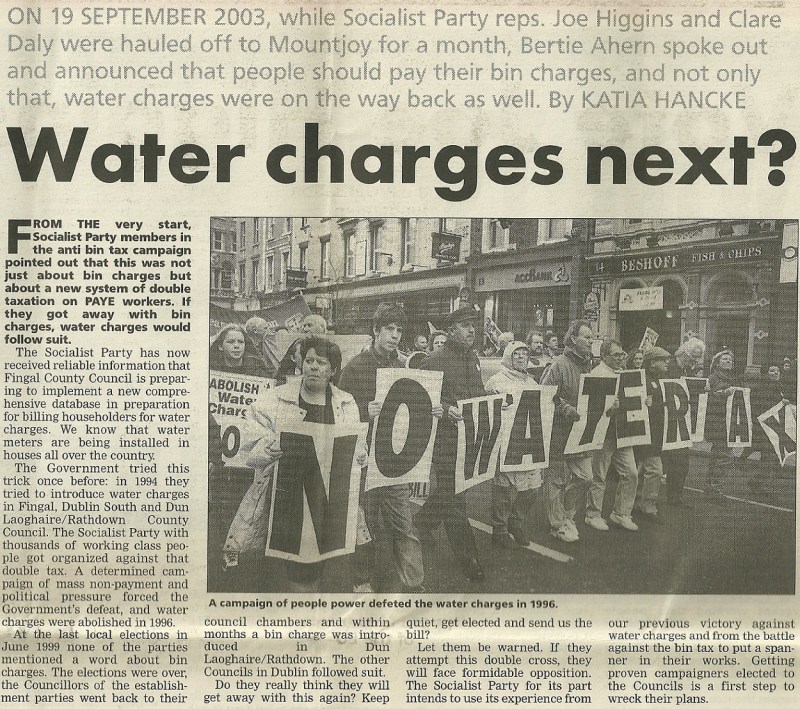 ON 19 SEPTEMBER 2003, while Socialist Party reps. Joe Higgins and Clare
Daly were hauled off to Mountjoy for a month, Bertie Ahern spoke out
and announced that people should pay their bin charges, and not only
that, water charges were on the way back as well. By KATIA HANCKE
Water charges next?
FROM THE very start,
Socialist Party members in
the anti bin tax campaign
pointed out that this was not
just about bin charges but
about a new system of double
taxation on PAYE workers. If
they got away with bin
charges, water charges would
follow suit.
The Socialist Party has now
received reliable information that
Fingal County Council is prepar-
ing to implement a new compre-
hensive database in preparation
for billing householders for water
charges. We know that water
meters are being installed in
houses all over the country.
The Government tried this
trick once before: in 1994 they
tried to introduce water charges
in Fingal, Dublin South and Dun
Laoghaire/Rathdown County
Council. The Socialist Party with
thousands of working class peo-
ple got organized against that
double tax. A determined cam-
paign of mass non-payment and
political pressure forced the
Government's defeat, and water
charges were abolished in 1996.
At the last local elections in
June 1999 none of the parties
mentioned a word about bin
charges. The elections were over,
the Councillors of the establish-
ment parties went back to their
ACCBANK
14 BESHOFF FISH & CHIPS
ABOLISH
Water
Charg
O
NO WATER TAX
BILL
A campaign of people power defeted the water charges in 1996.
council chambers and within
months a bin charge was intro-
duced in Dun
Laoghaire/Rathdown. The other
Councils in Dublin followed suit.
Do they really think they will
get away with this again? Keep
quiet, get elected and send us the
bill?
Let them be warned. If they
attempt this double cross, they
will face formidable opposition.
The Socialist Party for its part
intends to use its experience from
our previous victory against
water charges and from the battle
against the bin tax to put a span-
ner in their works. Getting
proven campaigners elected to
the Councils is a first step to
wreck their plans.